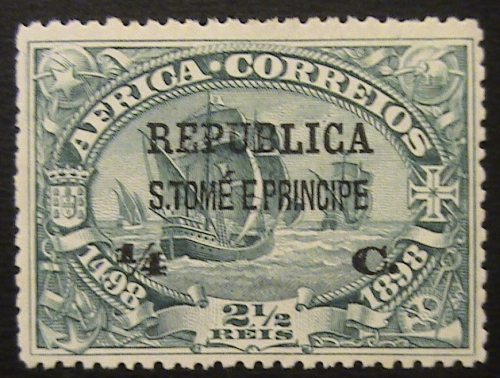 AFRICA · CORREIOS
REPUBLICA
S. TOMÉ E PRINCIPE
¼ C.
1498 1898
2½
REIS